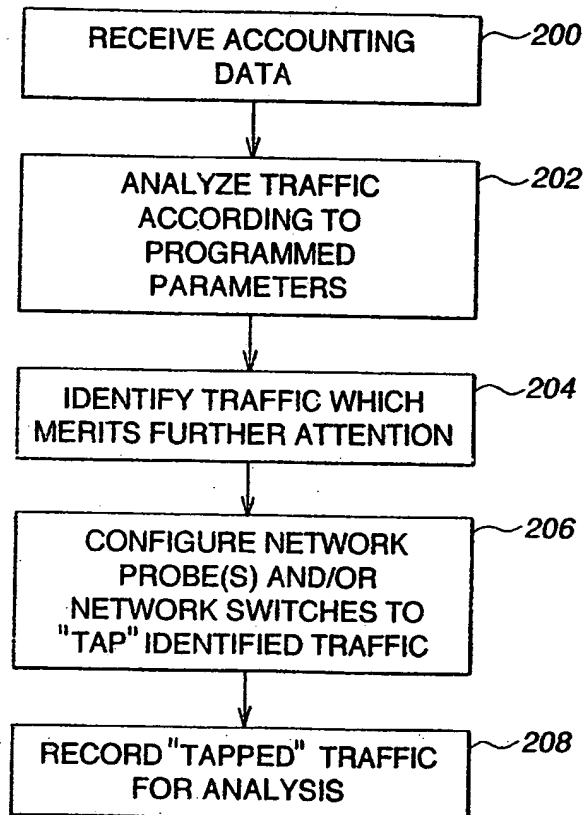 RECEIVE ACCOUNTING
DATA
200
ANALYZE TRAFFIC
ACCORDING TO
PROGRAMMED
PARAMETERS
202
IDENTIFY TRAFFIC WHICH
MERITS FURTHER ATTENTION
204
CONFIGURE NETWORK
PROBE(S) AND/OR
NETWORK SWITCHES TO
"TAP" IDENTIFIED TRAFFIC
206
RECORD "TAPPED" TRAFFIC
FOR ANALYSIS
208